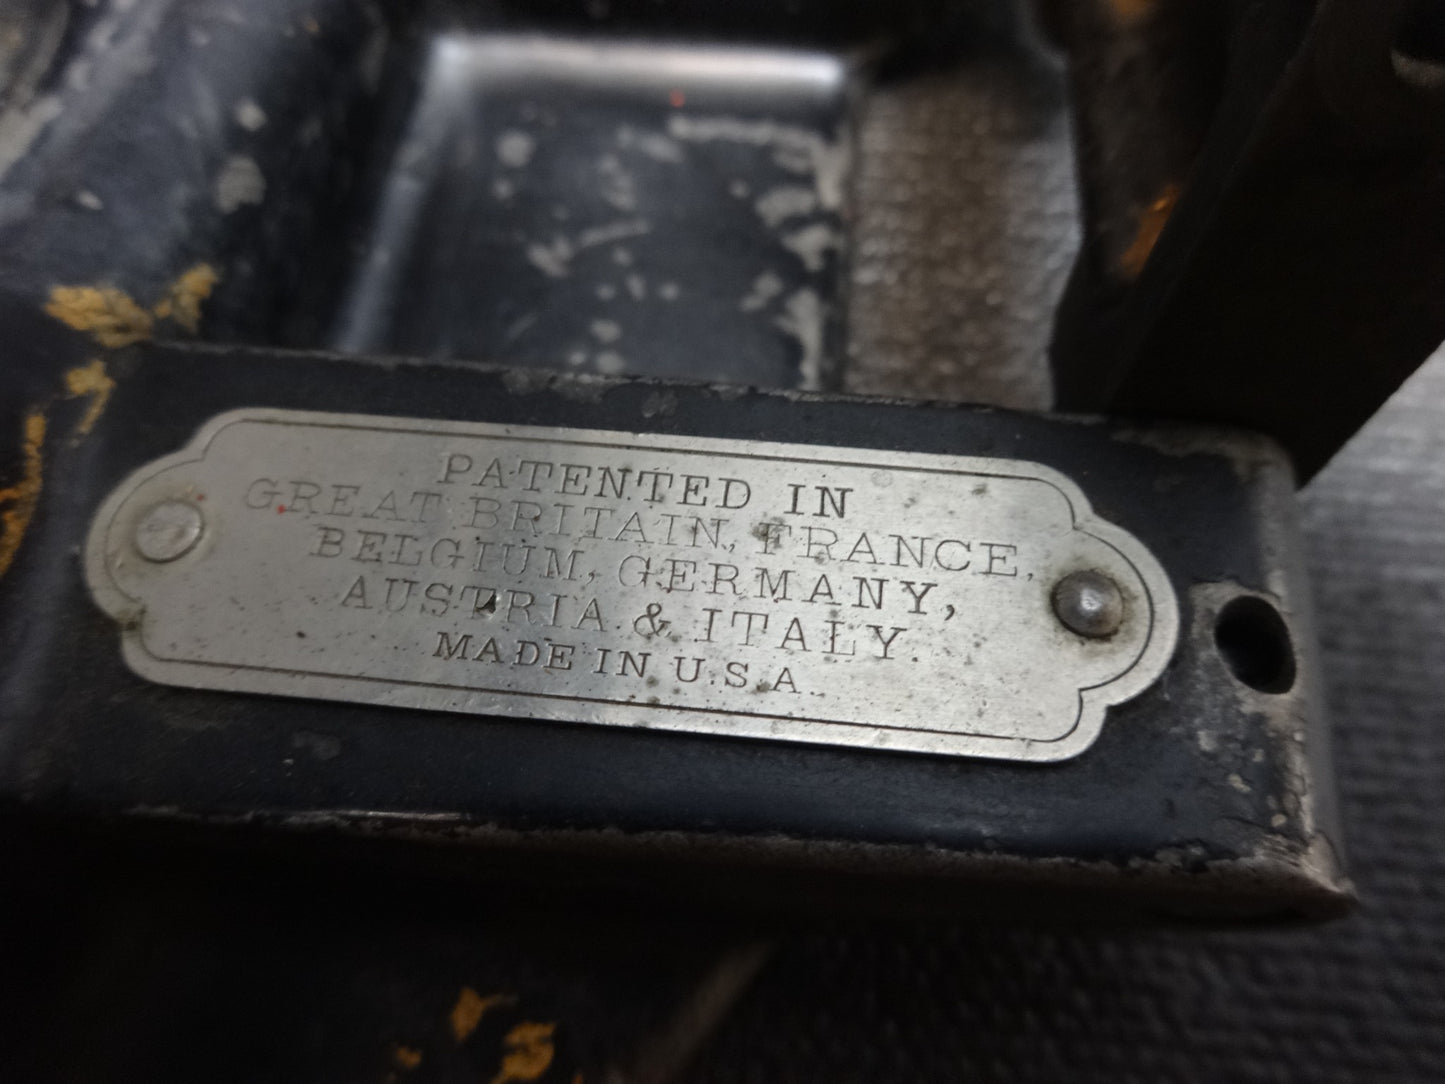 PATENTED IN
GREAT BRITAIN, FRANCE,
BELGIUM, GERMANY,
AUSTRIA & ITALY.
MADE IN U.S.A.